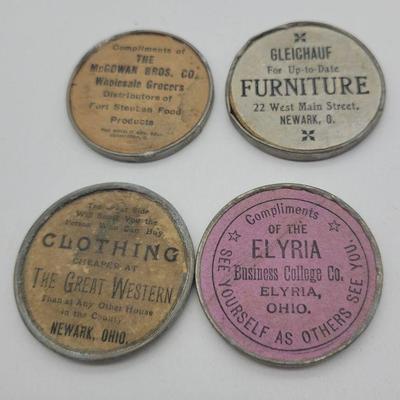 Compliments of
THE
McGOWAN BROS. CO.
Wholesale Grocers
Distributors of
Fort Steuben Food
Products
GLEICHAUF
For Up-to-Date
FURNITURE
22 West Main Street,
NEWARK, O.
Side
Will Show You the
Person Who Can Buy
CLOTHING
CHEAPER AT
THE GREAT WESTERN
Than at Any Other House
in the County
NEWARK, OHIO.
Compliments
OF THE
ELYRIA
Business College Co.
ELYRIA,
OHIO.
SEE YOURSELF AS OTHERS SEE YOU.